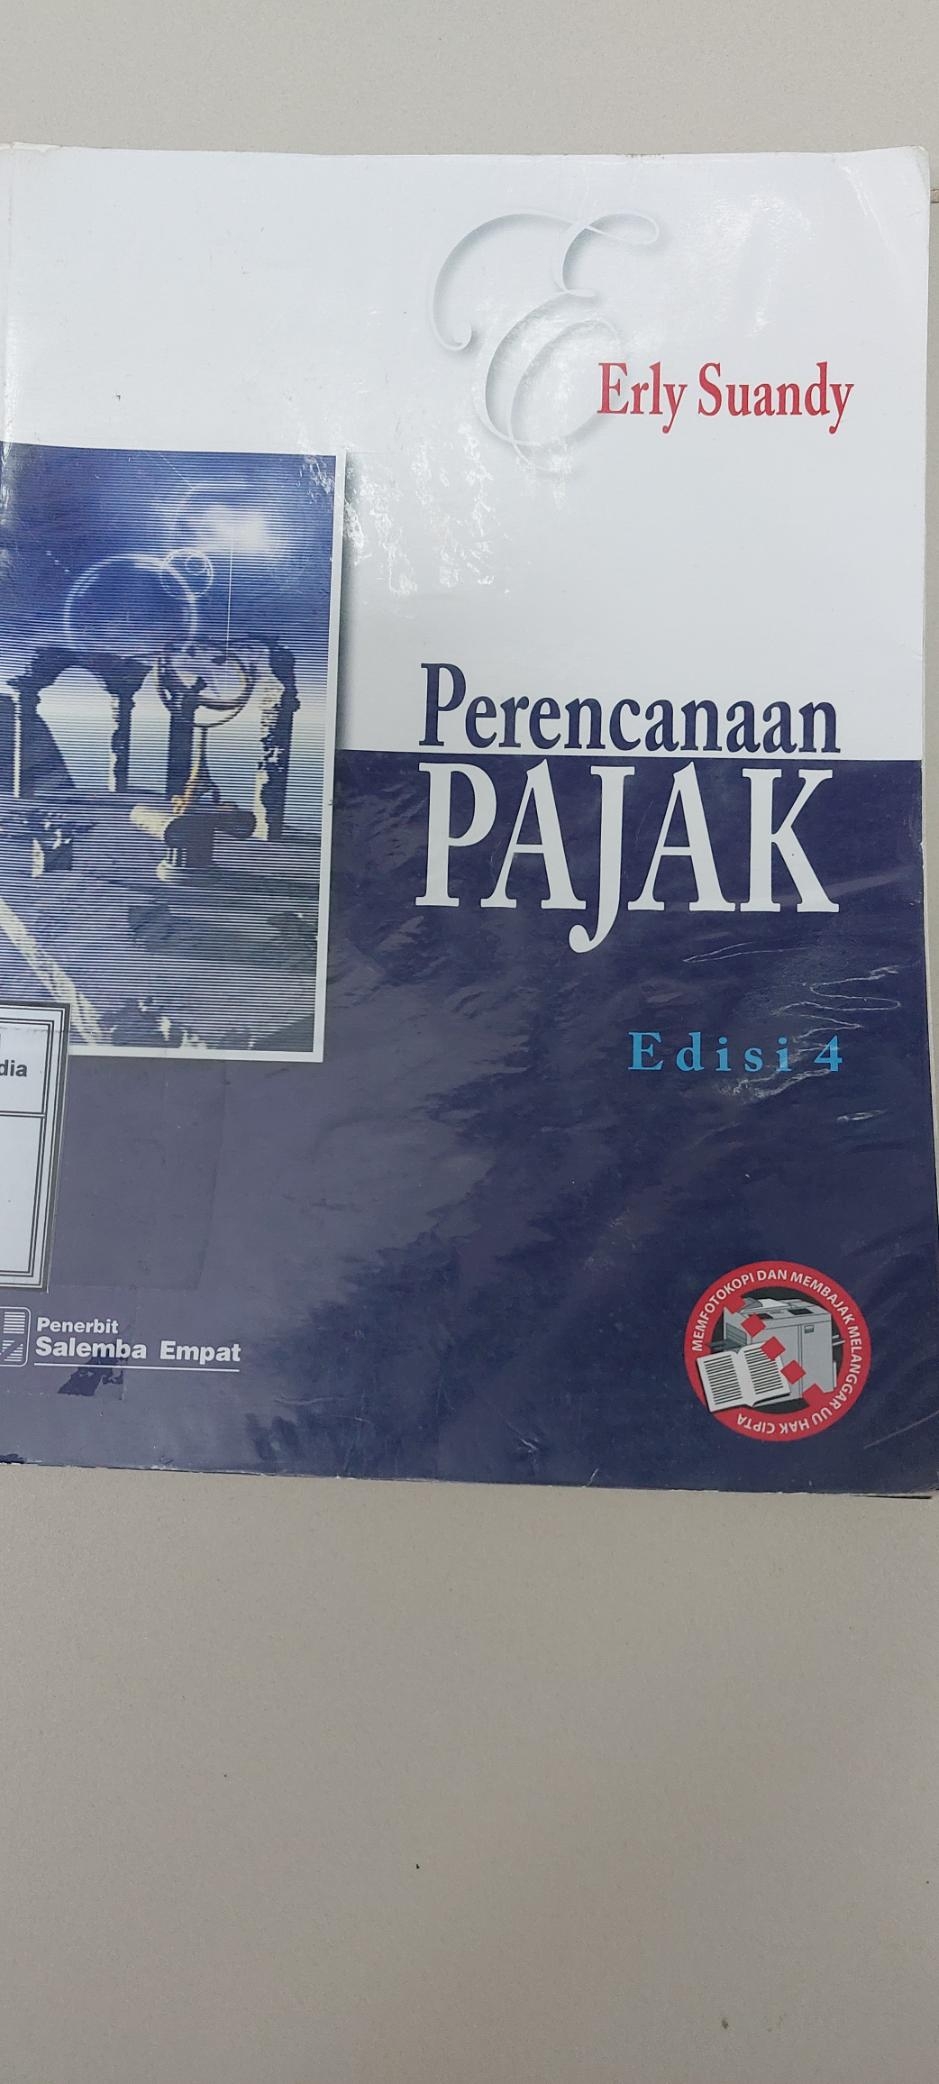 Erly Suandy
Perencanaan
PAJAK
Edisi 4
dia
Penerbit
Salemba Empat
MEMFOTOKOPI DAN MEMBAJAK MELANGGAR UU HAK CIPTA